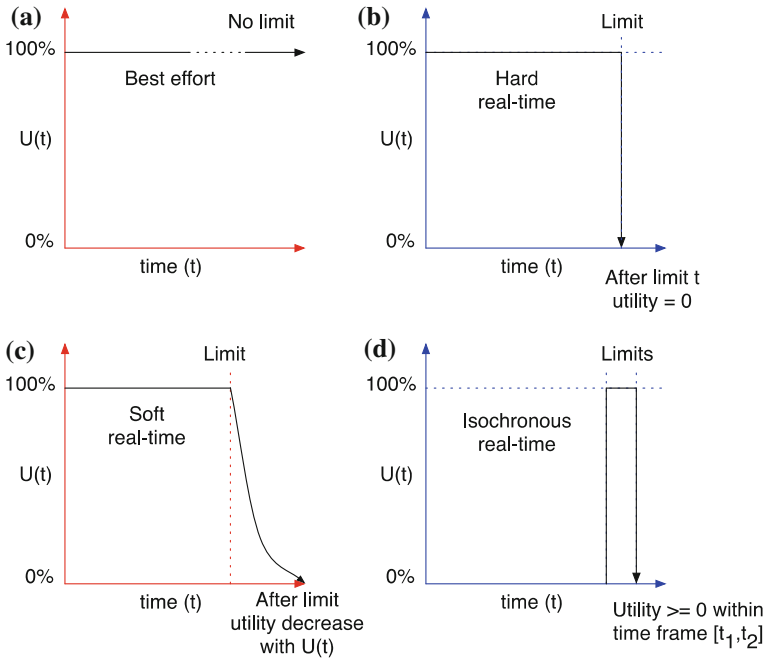 (a)
No limit
100%
Best effort
U(t)
0%
time (t)
(b)
Limit
100%
Hard
real-time
U(t)
0%
time (t)
After limit t
utility = 0
(c)
Limit
100%
Soft
real-time
U(t)
0%
time (t)
After limit
utility decrease
with U(t)
(d)
Limits
100%
Isochronous
real-time
U(t)
0%
time (t)
Utility >= 0 within
time frame [t1,t2]